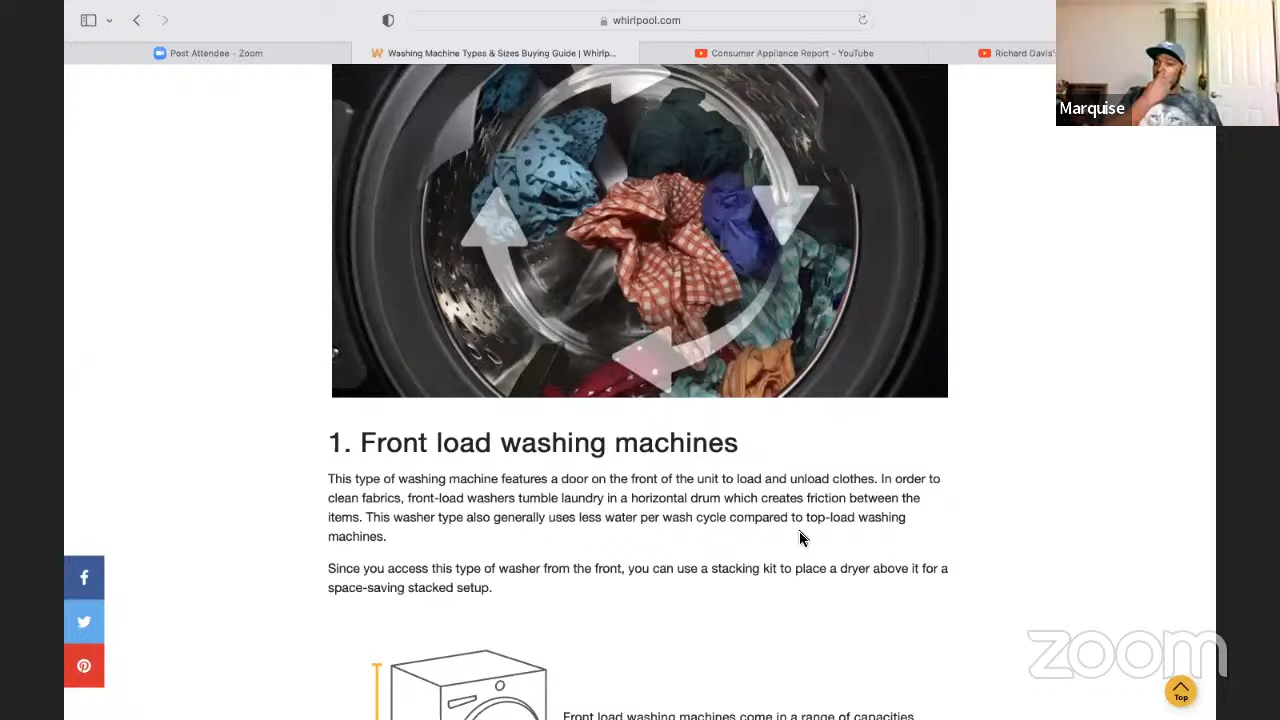 whirlpool.com
Post Attendee - Zoom
Washing Machine Types & Sizes Buying Guide | Whirlp...
Consumer Appliance Report - YouTube
Richard Davis'
Marquise
1. Front load washing machines
This type of washing machine features a door on the front of the unit to load and unload clothes. In order to
clean fabrics, front-load washers tumble laundry in a horizontal drum which creates friction between the
items. This washer type also generally uses less water per wash cycle compared to top-load washing
machines.
Since you access this type of washer from the front, you can use a stacking kit to place a dryer above it for a
space-saving stacked setup.
zoom
Top
Front load washing machines come in a range of capacities